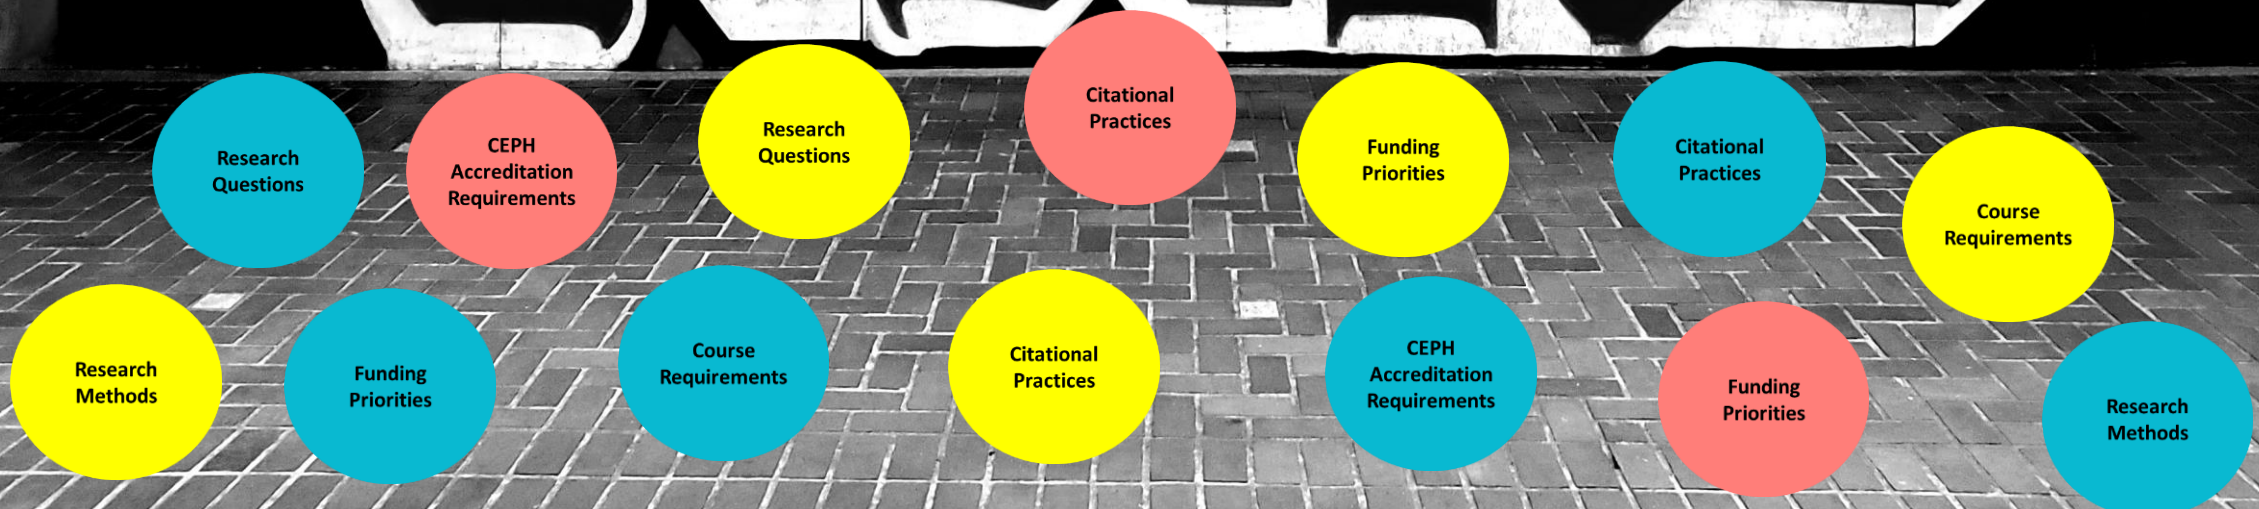 Research
Questions
CEPH
Accreditation
Requirements
Research
Questions
Citational
Practices
Funding
Priorities
Citational
Practices
Course
Requirements
Research
Methods
Funding
Priorities
Course
Requirements
Citational
Practices
CEPH
Accreditation
Requirements
Funding
Priorities
Research
Methods